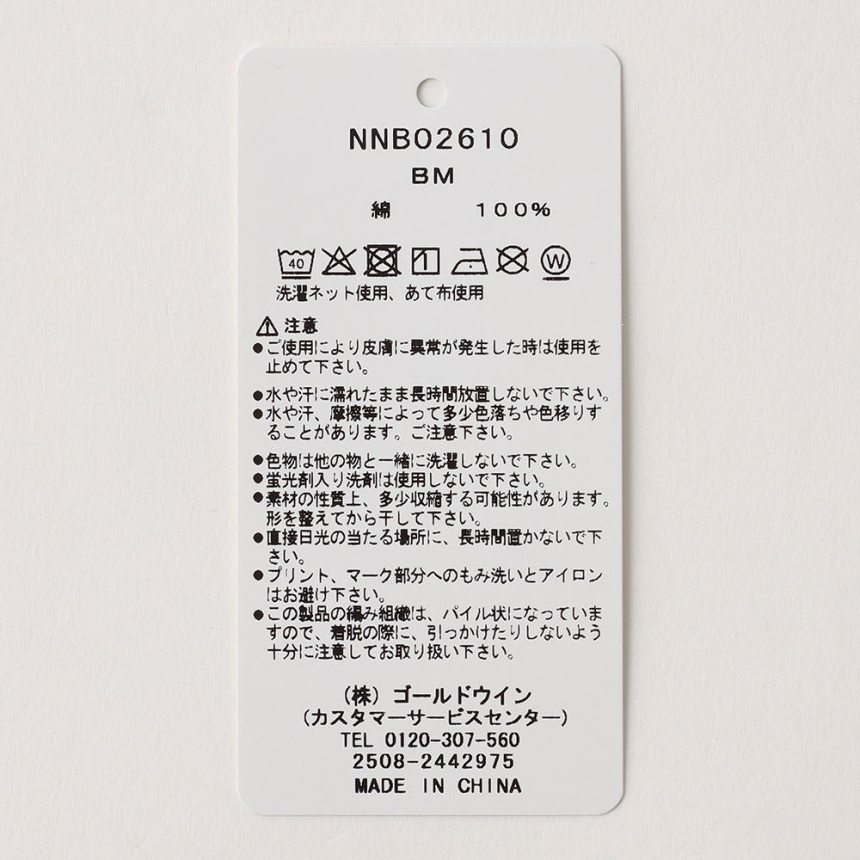 NNB02610
BM
綿 100%
40 W
洗濯ネット使用、あて布使用
注意
●ご使用により皮膚に異常が発生した時は使用を
止めて下さい。
●水や汗に濡れたまま長時間放置しないで下さい。
●水や汗、摩擦等によって多少色落ちや色移りす
ることがあります。ご注意下さい。
●色物は他の物と一緒に洗濯しないで下さい。
●蛍光剤入り洗剤は使用しないで下さい。
●素材の性質上、多少収縮する可能性があります。
形を整えてから干して下さい。
●直接日光の当たる場所に、長時間置かないで下
さい。
●プリント、マーク部分へのもみ洗いとアイロン
はお避け下さい。
●この製品の編み組織は、パイル状になっていま
すので、着脱の際に、引っかけたりしないよう
十分に注意してお取り扱い下さい。
(株) ゴールドウイン
(カスタマーサービスセンター)
TEL 0120-307-560
2508-2442975
MADE IN CHINA